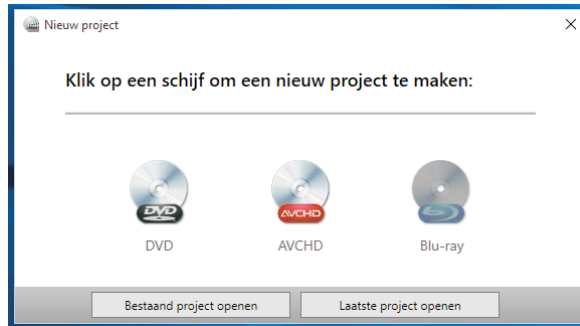 Nieuw project
Klik op een schijf om een nieuw project te maken:
DVD AVCHD
DVD AVCHD Blu-ray
Bestaand project openen Laatste project openen